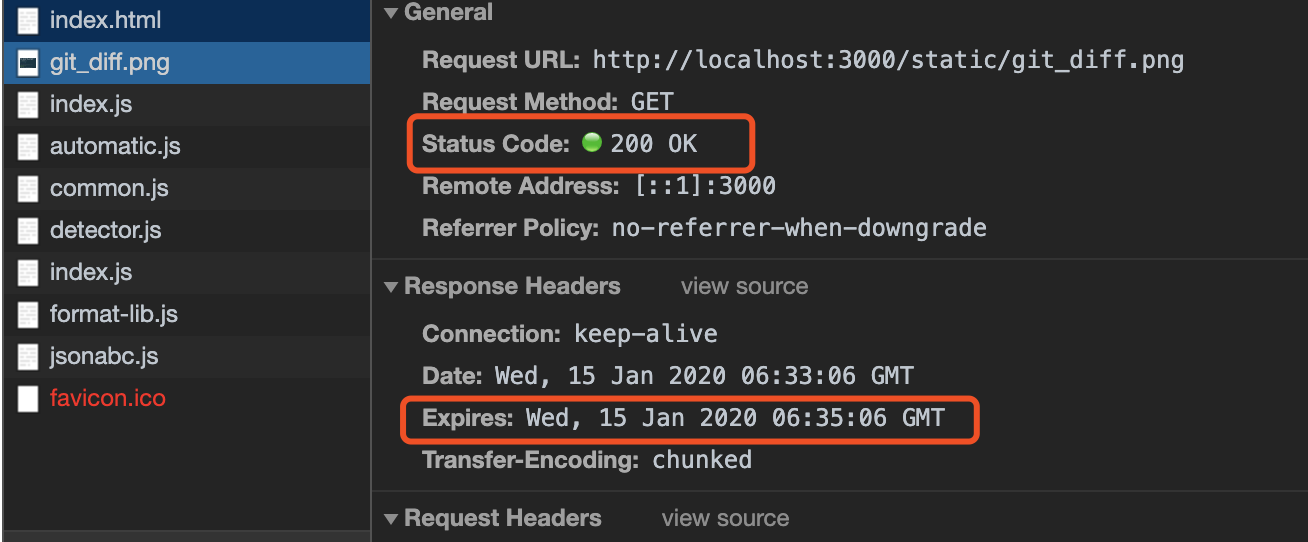 index.html
git_diff.png
index.js
automatic.js
common.js
detector.js
index.js
format-lib.js
jsonabc.js
favicon.ico
General
Request URL: http://localhost:3000/static/git_diff.png
Request Method: GET
Status Code: 200 OK
Remote Address: [::1]:3000
Referrer Policy: no-referrer-when-downgrade
Response Headers view source
Connection: keep-alive
Date: Wed, 15 Jan 2020 06:33:06 GMT
Expires: Wed, 15 Jan 2020 06:35:06 GMT
Transfer-Encoding: chunked
Request Headers view source